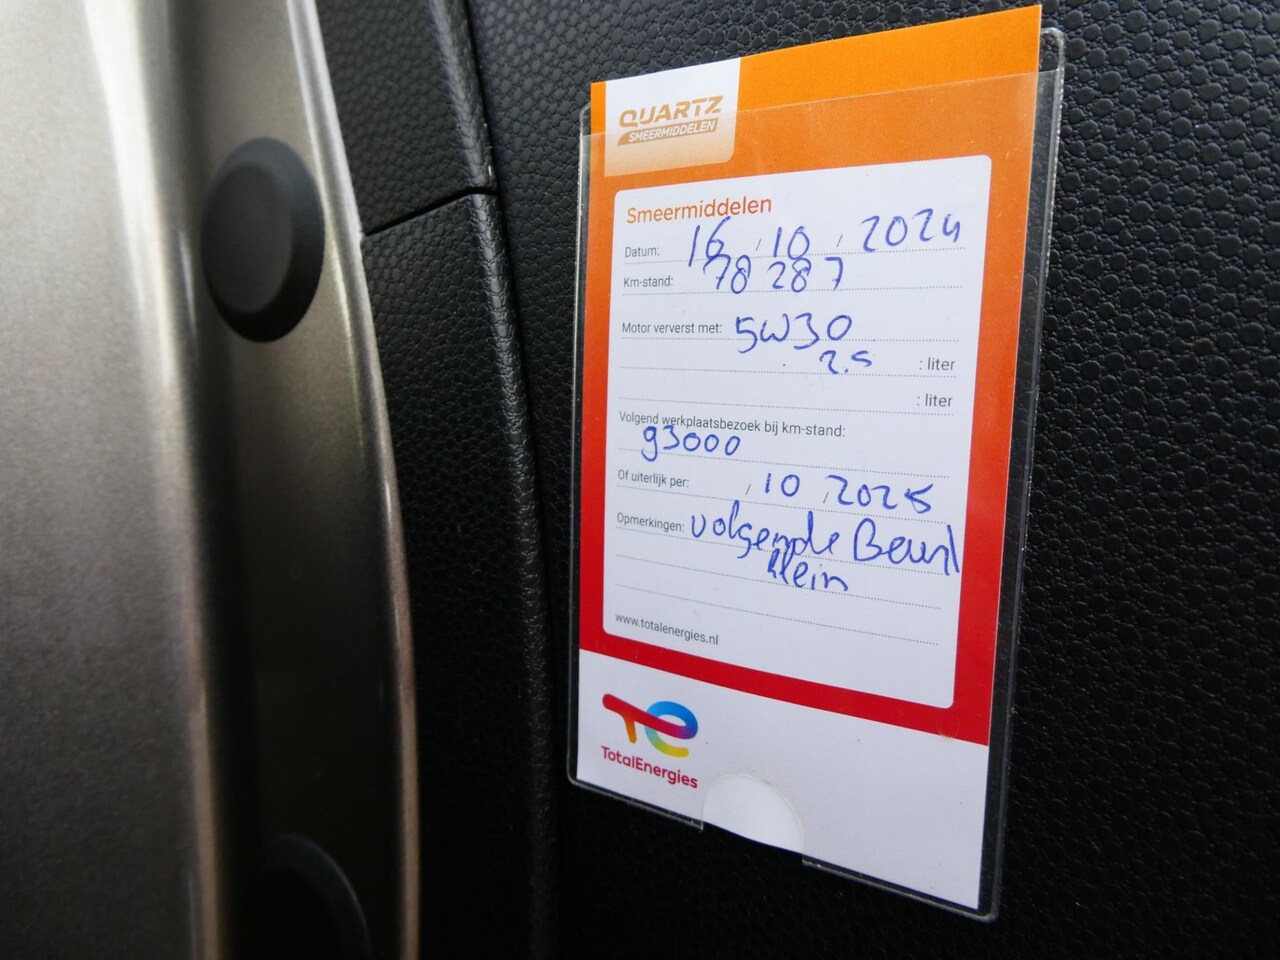 QUARTZ
SMEERMIDDELEN
Smeermiddelen
Datum: 16 / 10 / 2024
Km-stand: 78 287
Motor ververst met: 5W30
2.5 : liter
: liter
Volgend werkplaatsbezoek bij km-stand:
93000
Of uiterlijk per: / 10 / 2025
Opmerkingen: volgende Beurt
klein
www.totalenergies.nl
TotalEnergies